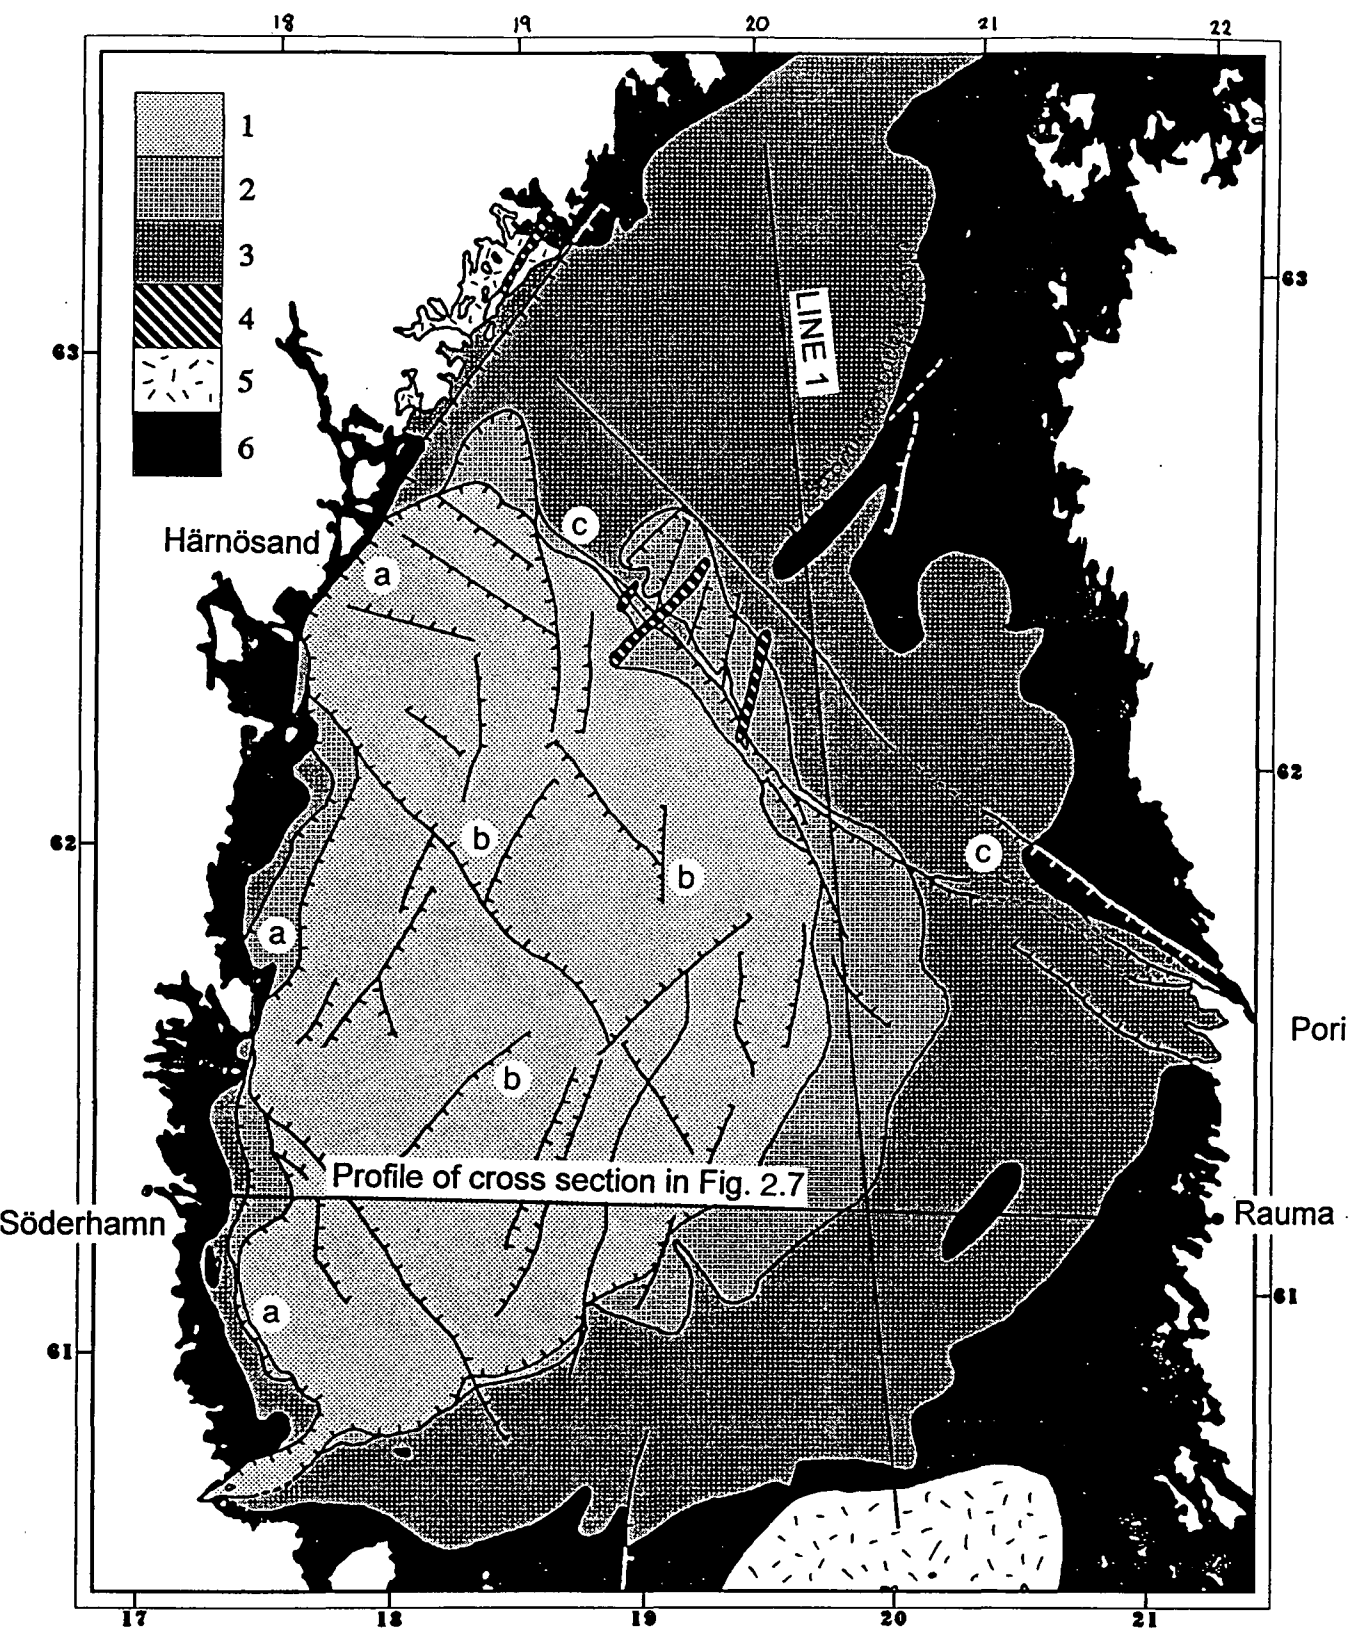 18 19 20 21 22
1
2
3
4
5
6
63
63
LINE 1
Härnösand
c
a
62
62
b
c
b
a
Pori
b
Profile of cross section in Fig. 2.7
Söderhamn
Rauma
61
a
61
17 18 19 20 21